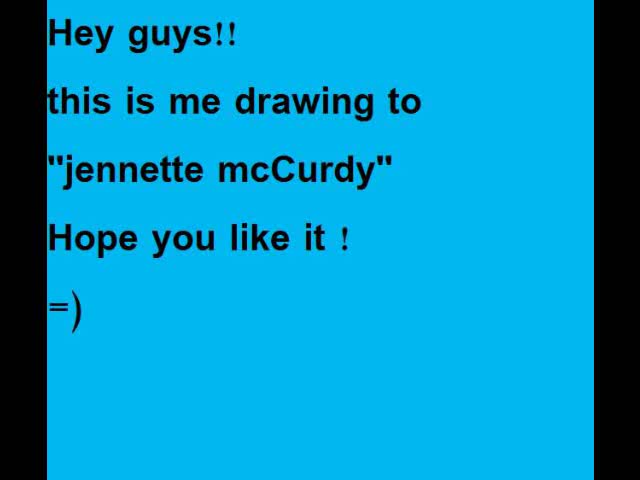 Hey guys!!
this is me drawing to
"jennette mcCurdy"
Hope you like it !
=)